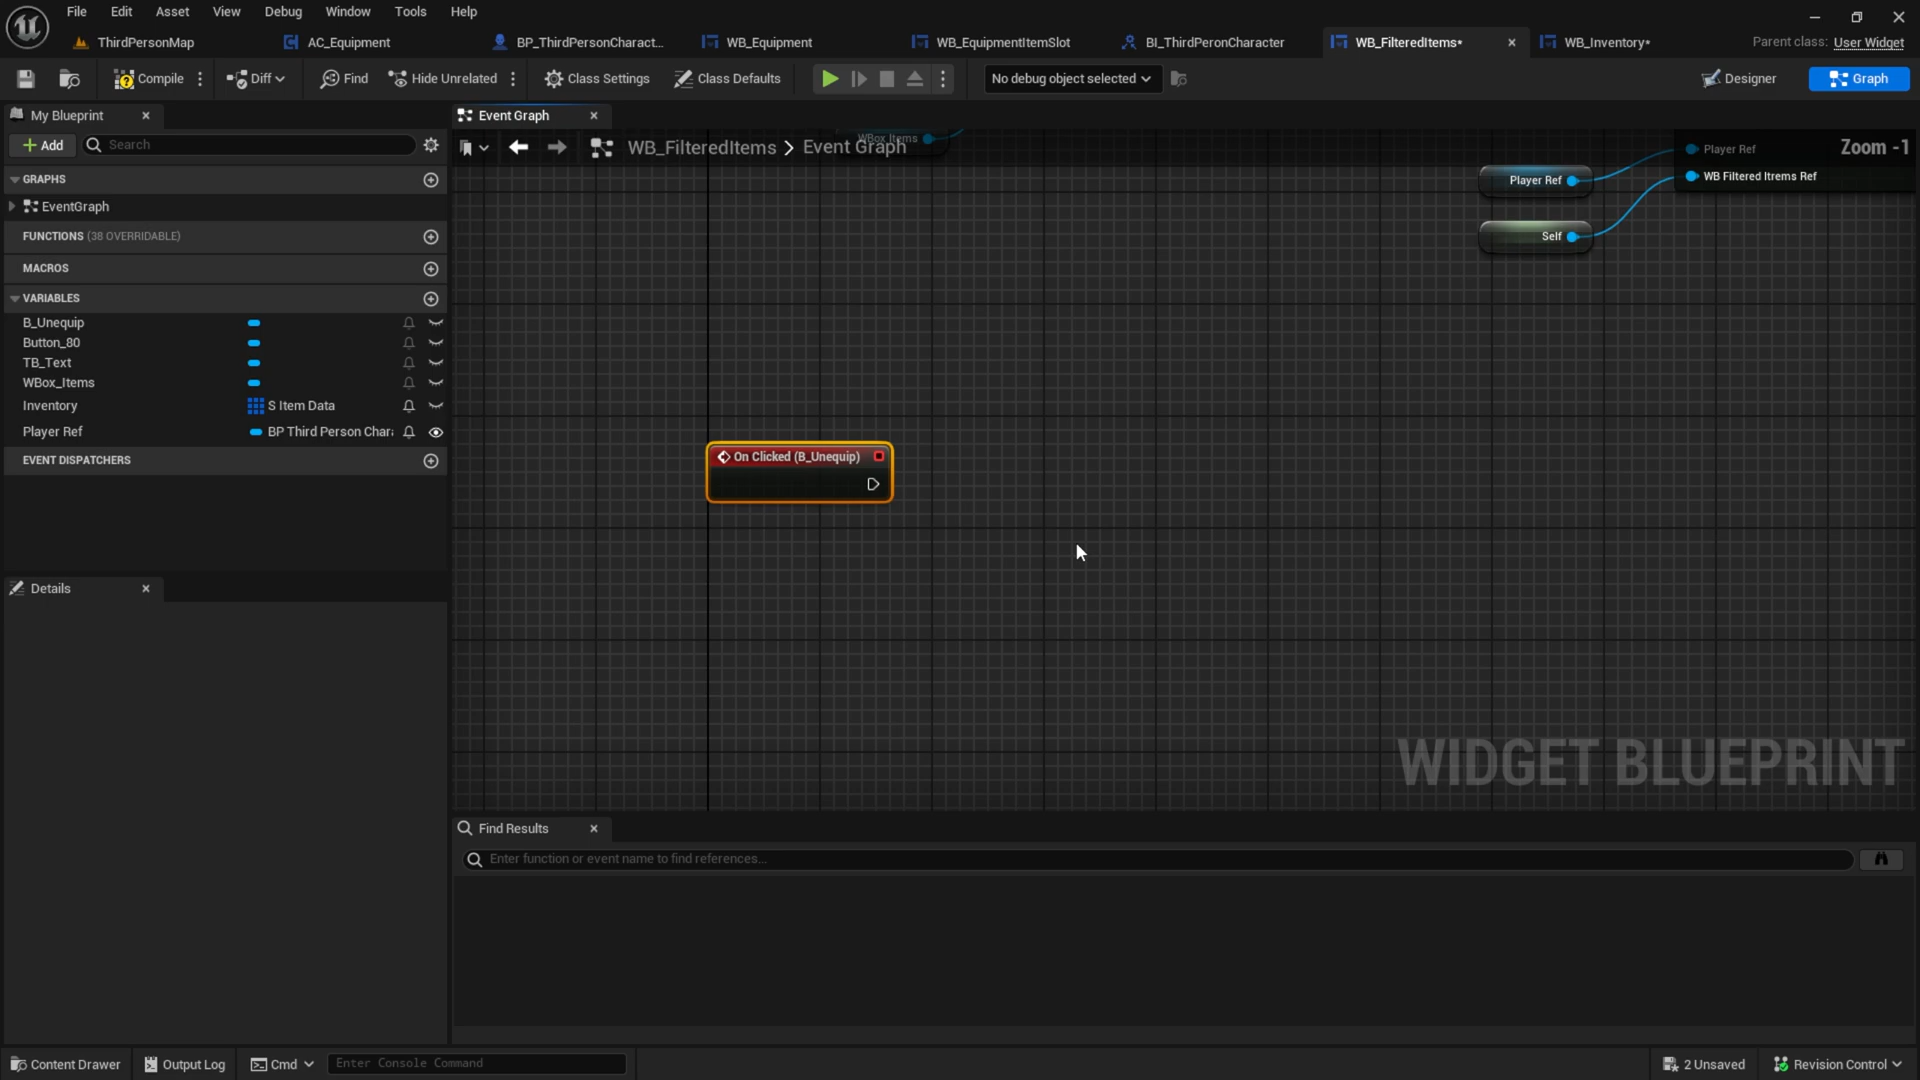 File Edit Asset View Debug Window Tools Help
ThirdPersonMap AC_Equipment BP_ThirdPersonCharact... WB_Equipment WB_EquipmentItemSlot BI_ThirdPeronCharacter WB_FilteredItems* WB_Inventory* Parent class: User Widget
Compile Diff Find Hide Unrelated Class Settings Class Defaults No debug object selected Designer Graph
My Blueprint Event Graph
Add Search
WB_FilteredItems > Event Graph Zoom -1
WBox Items
Player Ref
WB Filtered Itrems Ref
Player Ref
Self
GRAPHS
EventGraph
FUNCTIONS (38 OVERRIDABLE)
MACROS
VARIABLES
B_Unequip
Button_80
TB_Text
WBox_Items
Inventory S Item Data
Player Ref BP Third Person Chara
EVENT DISPATCHERS
On Clicked (B_Unequip)
Details
WIDGET BLUEPRINT
Find Results
Enter function or event name to find references...
Content Drawer Output Log Cmd Enter Console Command 2 Unsaved Revision Control